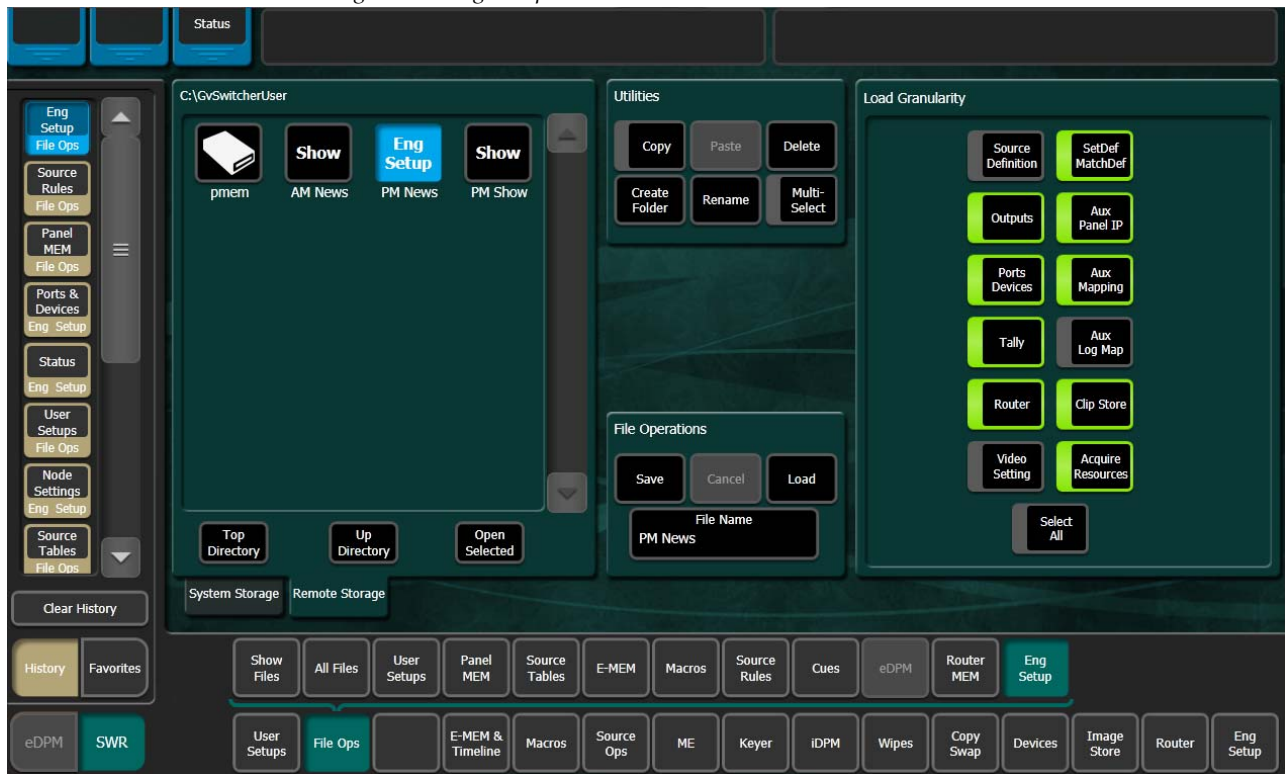 Status
Eng
Setup
File Ops
Source
Rules
File Ops
Panel
MEM
File Ops
Ports &
Devices
Eng Setup
Status
Eng Setup
User
Setups
File Ops
Node
Settings
Eng Setup
Source
Tables
File Ops
Clear History
History
Favorites
C:\GvSwitcherUser
pmem
Show
AM News
Eng
Setup
PM News
Show
PM Show
Top
Directory
Up
Directory
Open
Selected
System Storage
Remote Storage
Utilities
Copy
Paste
Delete
Create
Folder
Rename
Multi-
Select
File Operations
Save
Cancel
Load
File Name
PM News
Load Granularity
Source
Definition
SetDef
MatchDef
Outputs
Aux
Panel IP
Ports
Devices
Aux
Mapping
Tally
Aux
Log Map
Router
Clip Store
Video
Setting
Acquire
Resources
Select
All
Show
Files
All Files
User
Setups
Panel
MEM
Source
Tables
E-MEM
Macros
Source
Rules
Cues
eDPM
Router
MEM
Eng
Setup
eDPM
SWR
User
Setups
File Ops
E-MEM &
Timeline
Macros
Source
Ops
ME
Keyer
iDPM
Wipes
Copy
Swap
Devices
Image
Store
Router
Eng
Setup